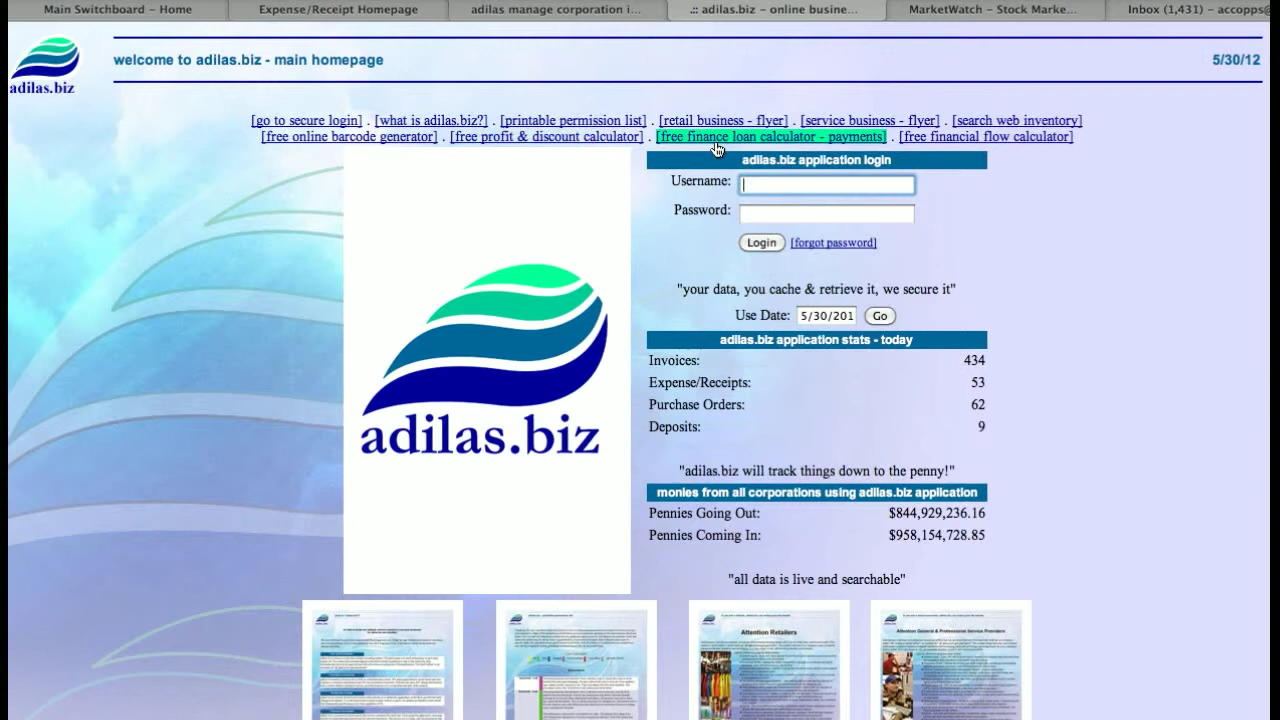 Main Switchboard – Home
Expense/Receipt Homepage
adilas manage corporation i...
.:: adilas.biz – online busine...
MarketWatch – Stock Marke...
Inbox (1,431) – accopps@
adilas.biz
welcome to adilas.biz - main homepage
5/30/12
[go to secure login] . [what is adilas.biz?] . [printable permission list] . [retail business - flyer] . [service business - flyer] . [search web inventory]
[free online barcode generator] . [free profit & discount calculator] . [free finance loan calculator - payments] . [free financial flow calculator]
adilas.biz application login
Username:
Password:
Login [forgot password]
"your data, you cache & retrieve it, we secure it"
Use Date: 5/30/201 Go
adilas.biz application stats - today
Invoices: 434
Expense/Receipts: 53
Purchase Orders: 62
Deposits: 9
adilas.biz
"adilas.biz will track things down to the penny!"
monies from all corporations using adilas.biz application
Pennies Going Out: $844,929,236.16
Pennies Coming In: $958,154,728.85
"all data is live and searchable"
Attention Retailers
Attention General & Professional Service Providers